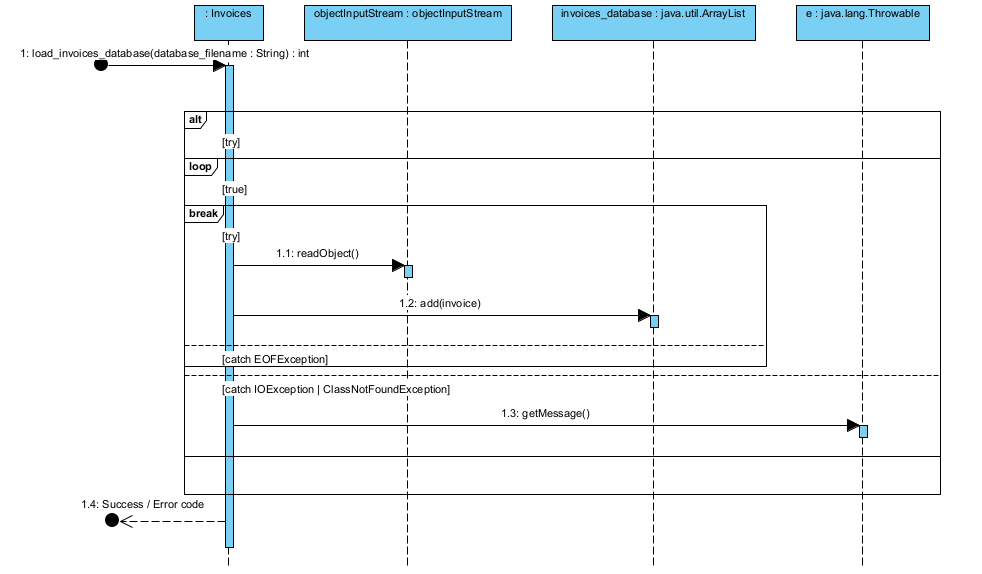 : Invoices
objectInputStream : objectInputStream
invoices_database : java.util.ArrayList
e : java.lang.Throwable
1: load_invoices_database(database_filename : String) : int
alt
[try]
loop
[true]
break
[try]
1.1: readObject()
1.2: add(invoice)
[catch EOFException]
[catch IOException | ClassNotFoundException]
1.3: getMessage()
1.4: Success / Error code